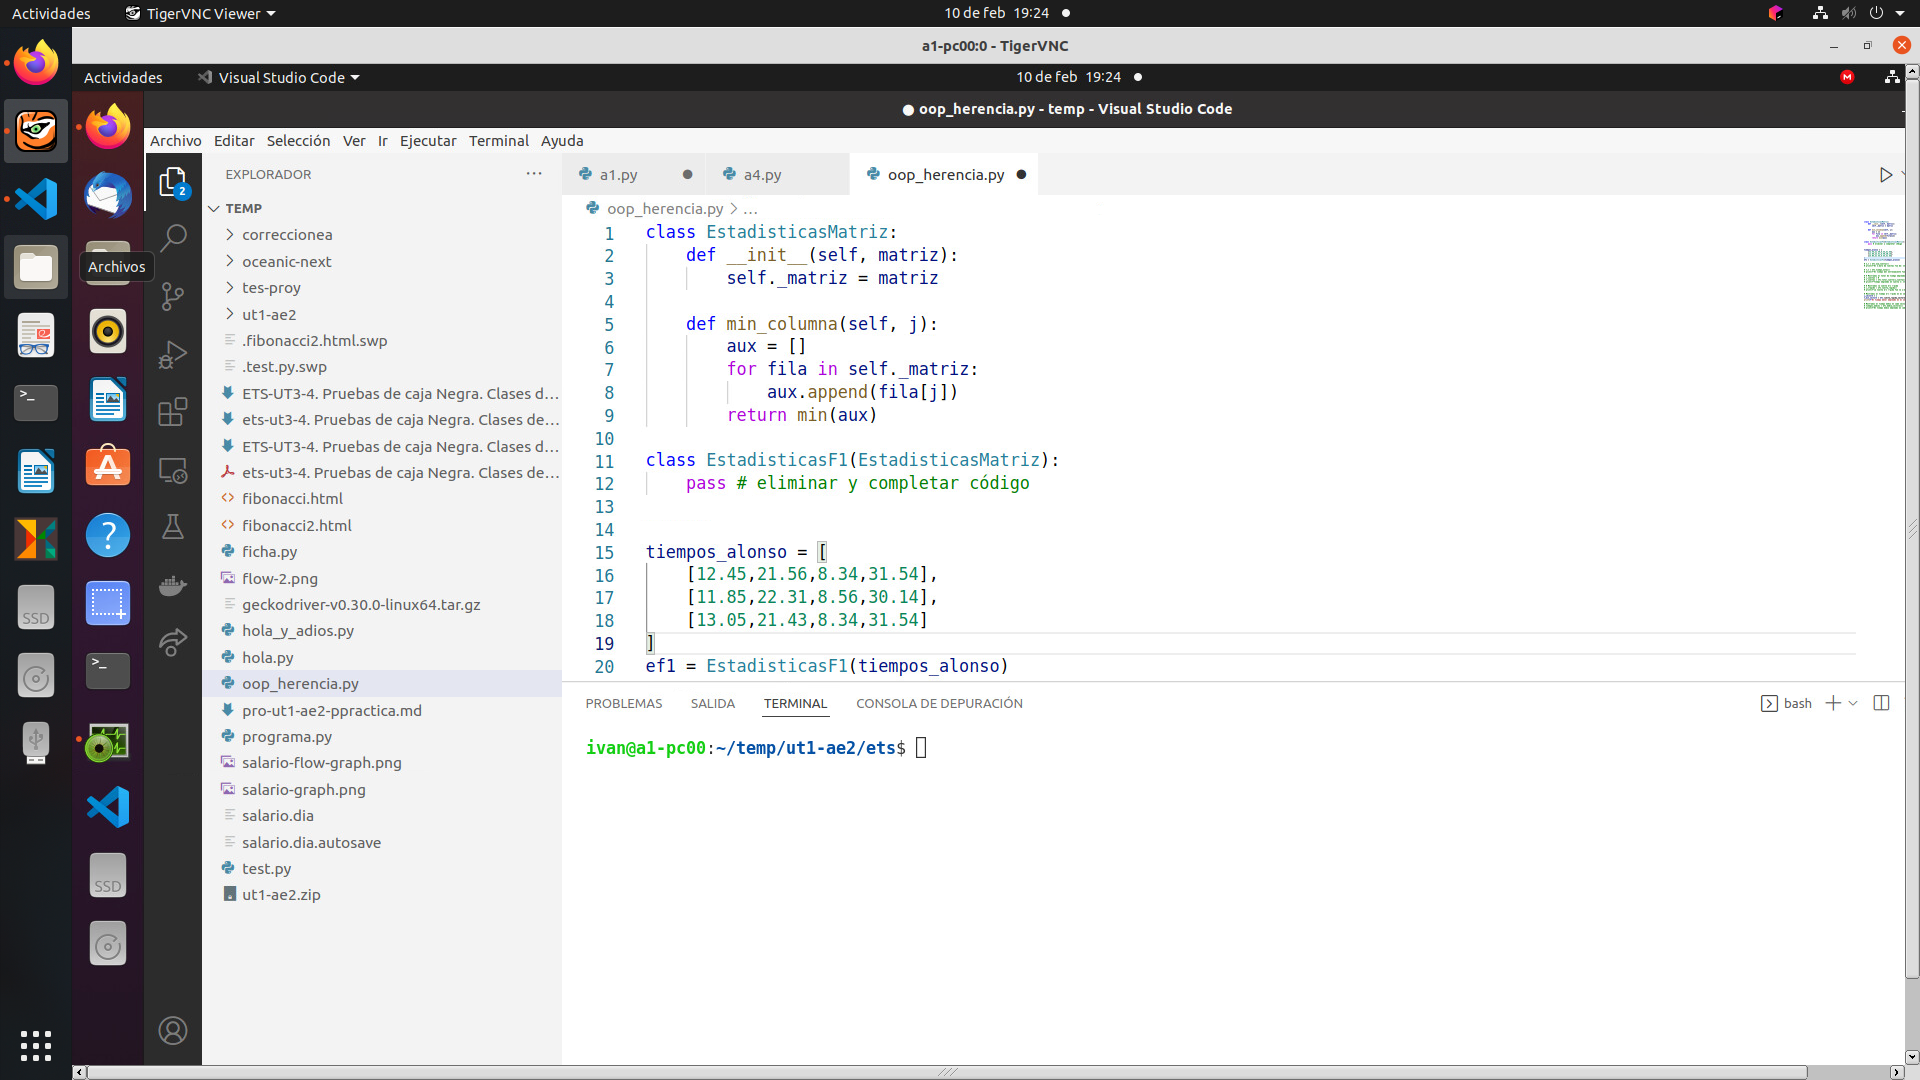 Actividades
TigerVNC Viewer
10 de feb 19:24
a1-pc00:0 - TigerVNC
Actividades
Visual Studio Code
10 de feb 19:24
● oop_herencia.py - temp - Visual Studio Code
Archivo Editar Selección Ver Ir Ejecutar Terminal Ayuda
EXPLORADOR
a1.py
a4.py
oop_herencia.py
oop_herencia.py > ...
2
Archivos
SSD
SSD
TEMP
correccionea
oceanic-next
tes-proy
ut1-ae2
.fibonacci2.html.swp
.test.py.swp
ETS-UT3-4. Pruebas de caja Negra. Clases d...
ets-ut3-4. Pruebas de caja Negra. Clases de...
ETS-UT3-4. Pruebas de caja Negra. Clases d...
ets-ut3-4. Pruebas de caja Negra. Clases de...
fibonacci.html
fibonacci2.html
ficha.py
flow-2.png
geckodriver-v0.30.0-linux64.tar.gz
hola_y_adios.py
hola.py
oop_herencia.py
pro-ut1-ae2-ppractica.md
programa.py
salario-flow-graph.png
salario-graph.png
salario.dia
salario.dia.autosave
test.py
ut1-ae2.zip
1 class EstadisticasMatriz:
2     def __init__(self, matriz):
3         self._matriz = matriz
4
5     def min_columna(self, j):
6         aux = []
7         for fila in self._matriz:
8             aux.append(fila[j])
9         return min(aux)
10
11 class EstadisticasF1(EstadisticasMatriz):
12     pass # eliminar y completar código
13
14
15 tiempos_alonso = [
16     [12.45,21.56,8.34,31.54],
17     [11.85,22.31,8.56,30.14],
18     [13.05,21.43,8.34,31.54]
19 ]
20 ef1 = EstadisticasF1(tiempos_alonso)
PROBLEMAS SALIDA TERMINAL CONSOLA DE DEPURACIÓN
bash
ivan@a1-pc00:~/temp/ut1-ae2/ets$